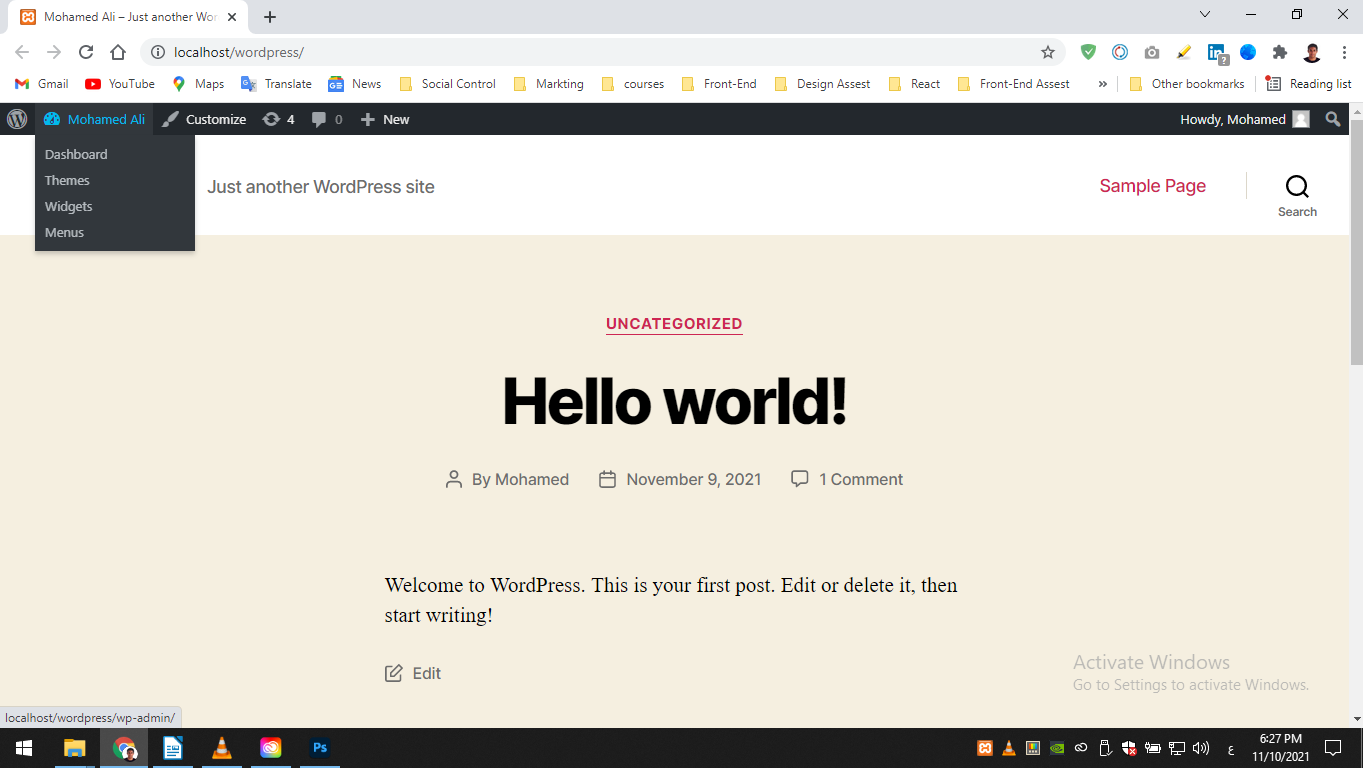 Mohamed Ali – Just another Wor
localhost/wordpress/
Gmail YouTube Maps Translate News Social Control Markting courses Front-End Design Assest React Front-End Assest » Other bookmarks Reading list
Mohamed Ali Customize 4 0 New Howdy, Mohamed
Dashboard
Themes
Widgets
Menus
Just another WordPress site
Sample Page
Search
UNCATEGORIZED
Hello world!
By Mohamed November 9, 2021 1 Comment
Welcome to WordPress. This is your first post. Edit or delete it, then
start writing!
Edit
Activate Windows
Go to Settings to activate Windows.
localhost/wordpress/wp-admin/
Ps
ع
6:27 PM
11/10/2021